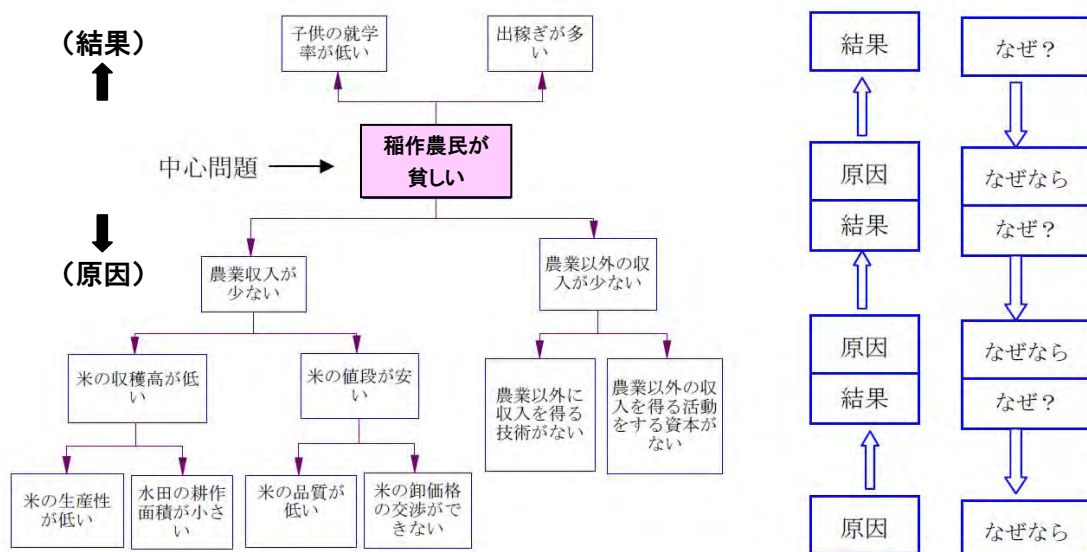 （結果）
子供の就学
率が低い
出稼ぎが多
い
中心問題
稲作農民が
貧しい
（原因）
農業収入が
少ない
農業以外の収
入が少ない
米の収穫高が低
い
米の値段が安
い
農業以外に
収入を得る
技術がない
農業以外の収
入を得る活動
をする資本が
ない
米の生産性
が低い
水田の耕作
面積が小さ
い
米の品質が
低い
米の卸価格
の交渉がで
きない
結果
原因
結果
原因
結果
原因
なぜ？
なぜなら
なぜ？
なぜなら
なぜ？
なぜなら